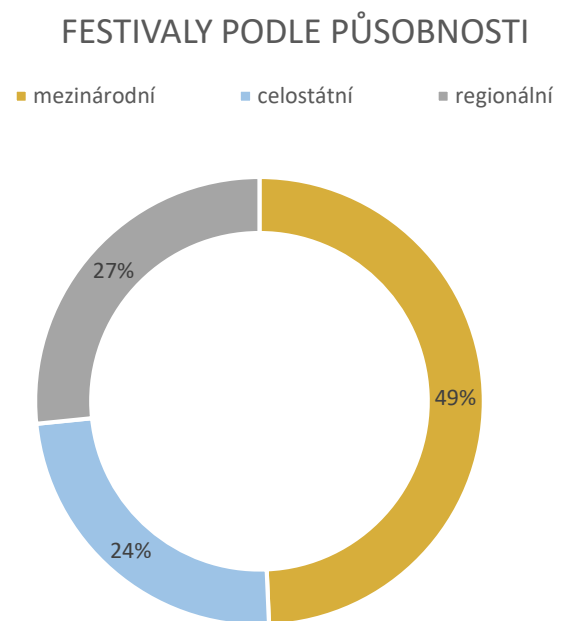 FESTIVALY PODLE PŮSOBNOSTI
mezinárodní celostátní regionální
27%
49%
24%